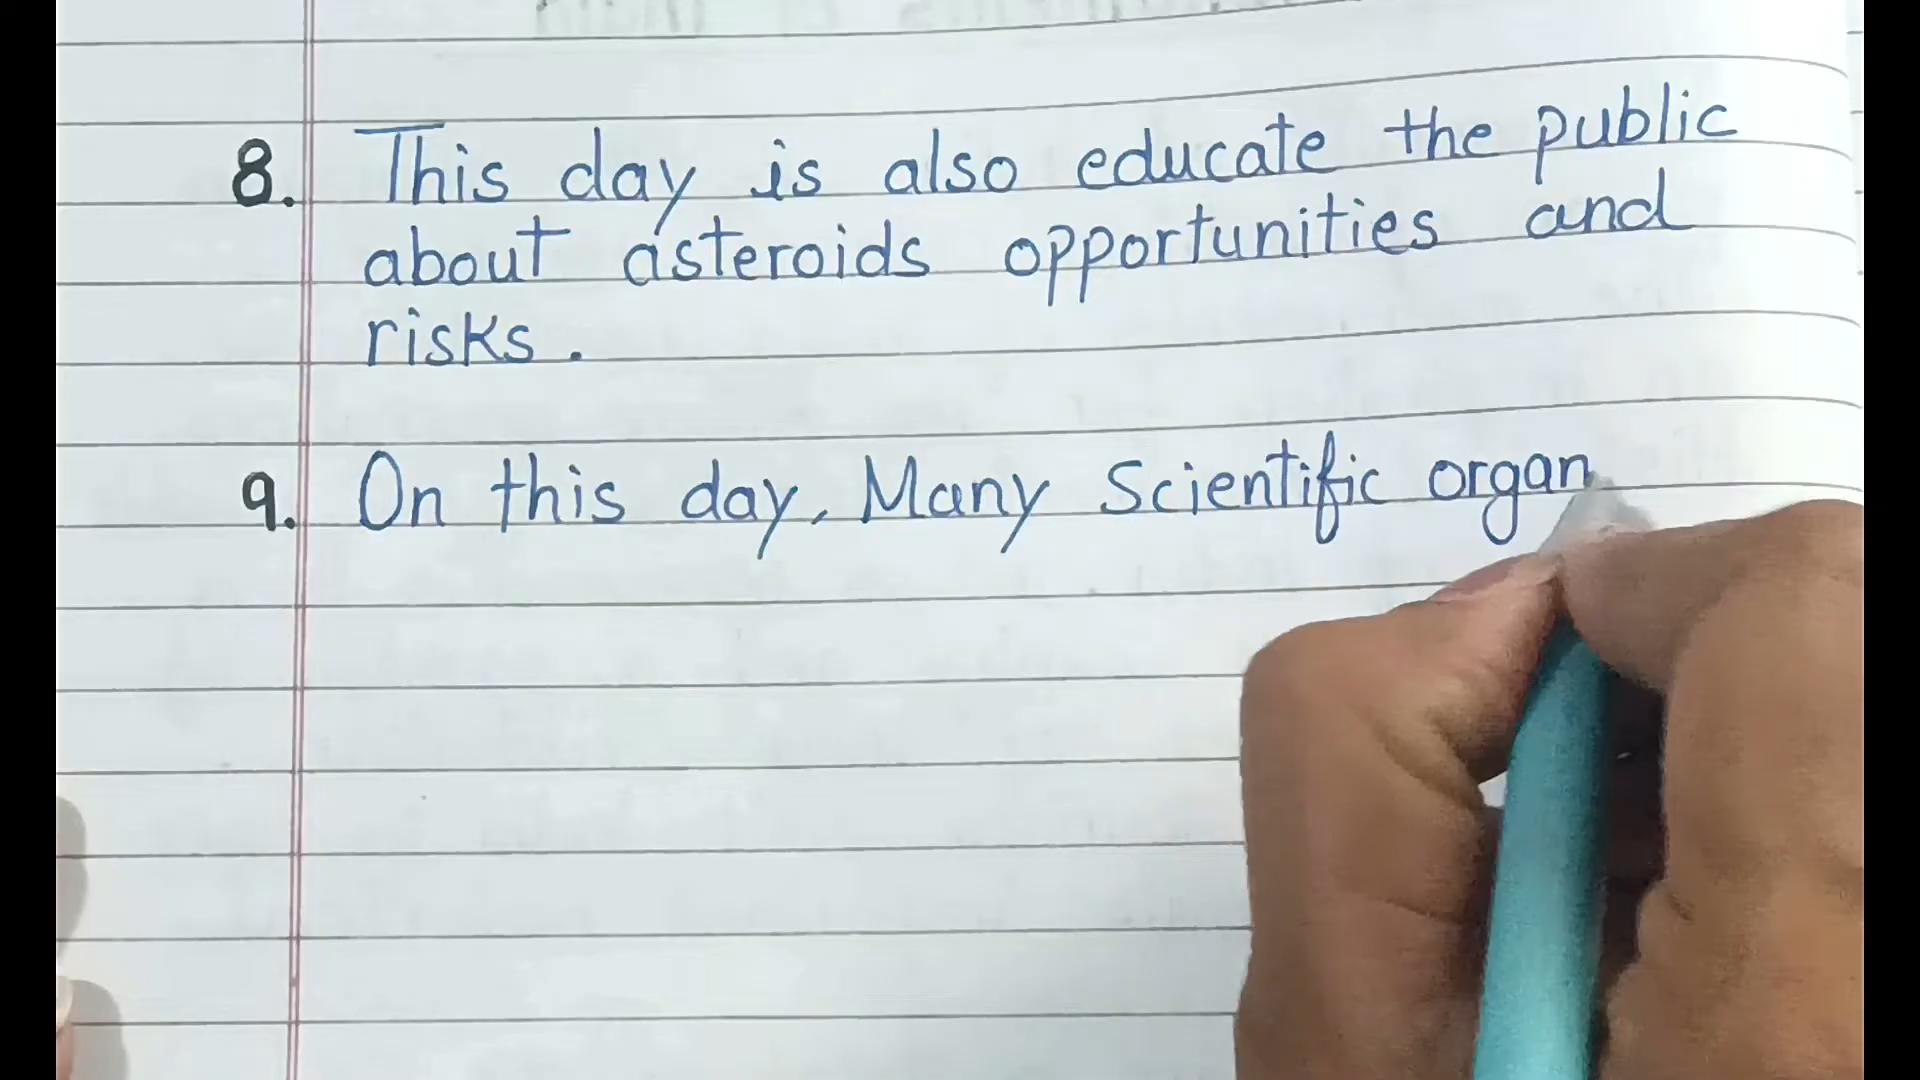 8. This day is also educate the public
about asteroids opportunities and
risks.
9. On this day, Many Scientific organ